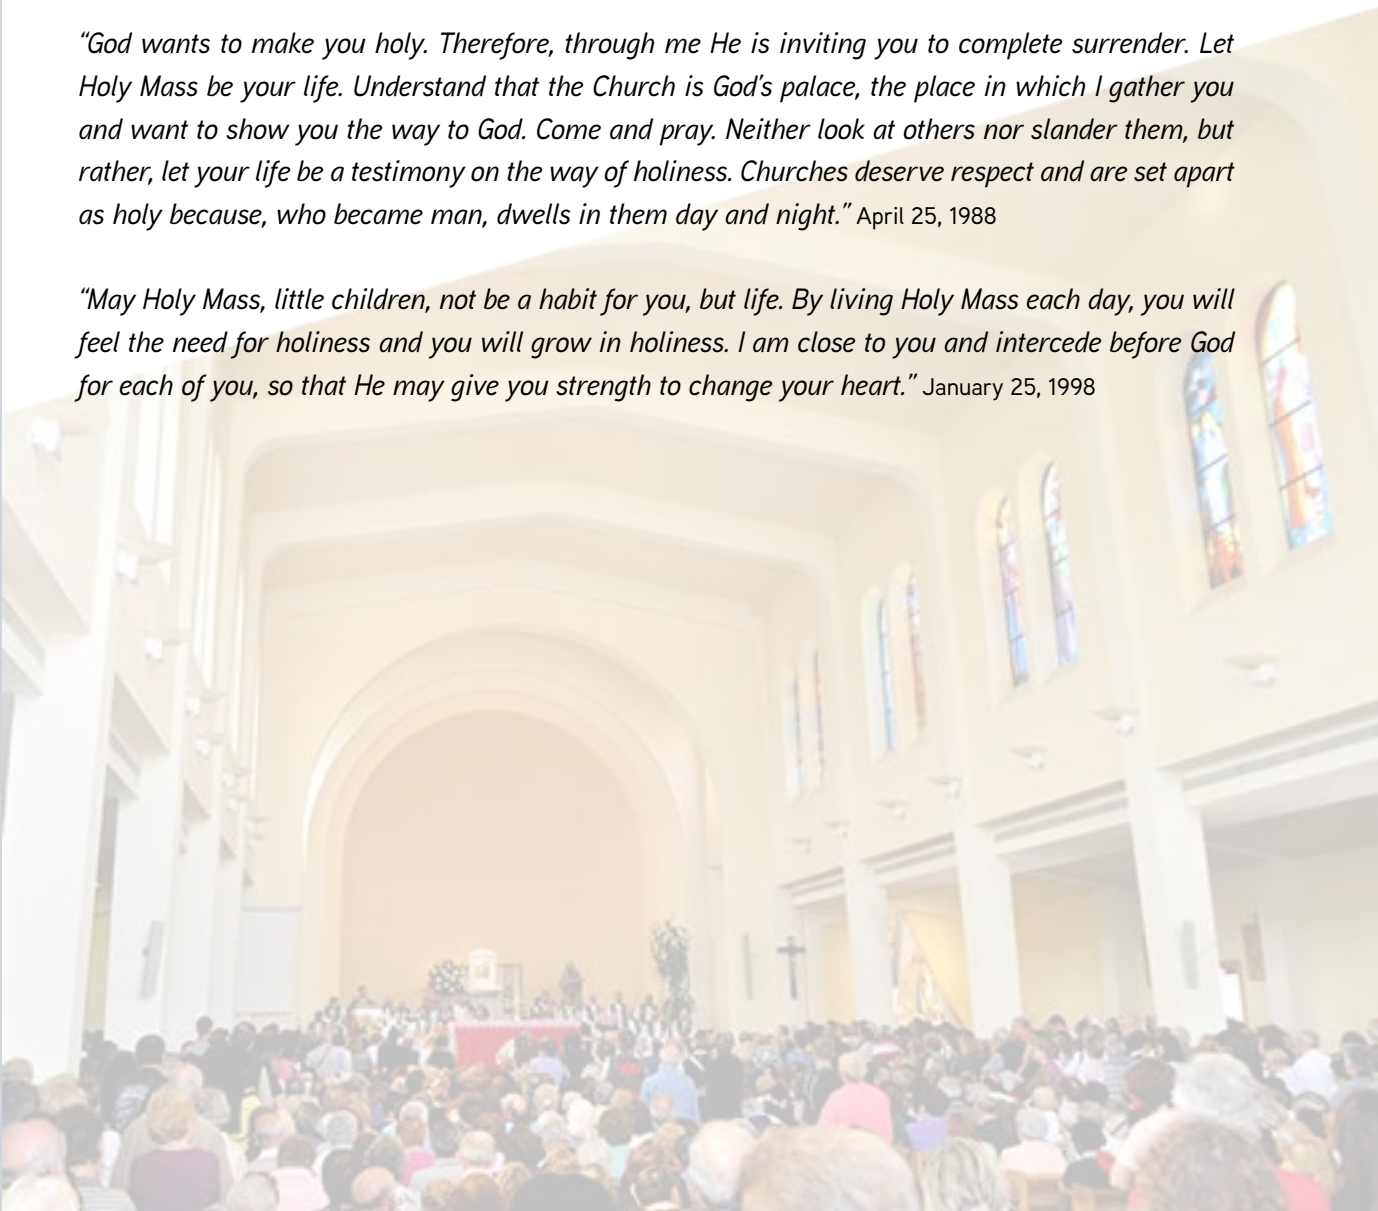 “God wants to make you holy. Therefore, through me He is inviting you to complete surrender. Let
Holy Mass be your life. Understand that the Church is God’s palace, the place in which I gather you
and want to show you the way to God. Come and pray. Neither look at others nor slander them, but
rather, let your life be a testimony on the way of holiness. Churches deserve respect and are set apart
as holy because, who became man, dwells in them day and night.” April 25, 1988
“May Holy Mass, little children, not be a habit for you, but life. By living Holy Mass each day, you will
feel the need for holiness and you will grow in holiness. I am close to you and intercede before God
for each of you, so that He may give you strength to change your heart.” January 25, 1998